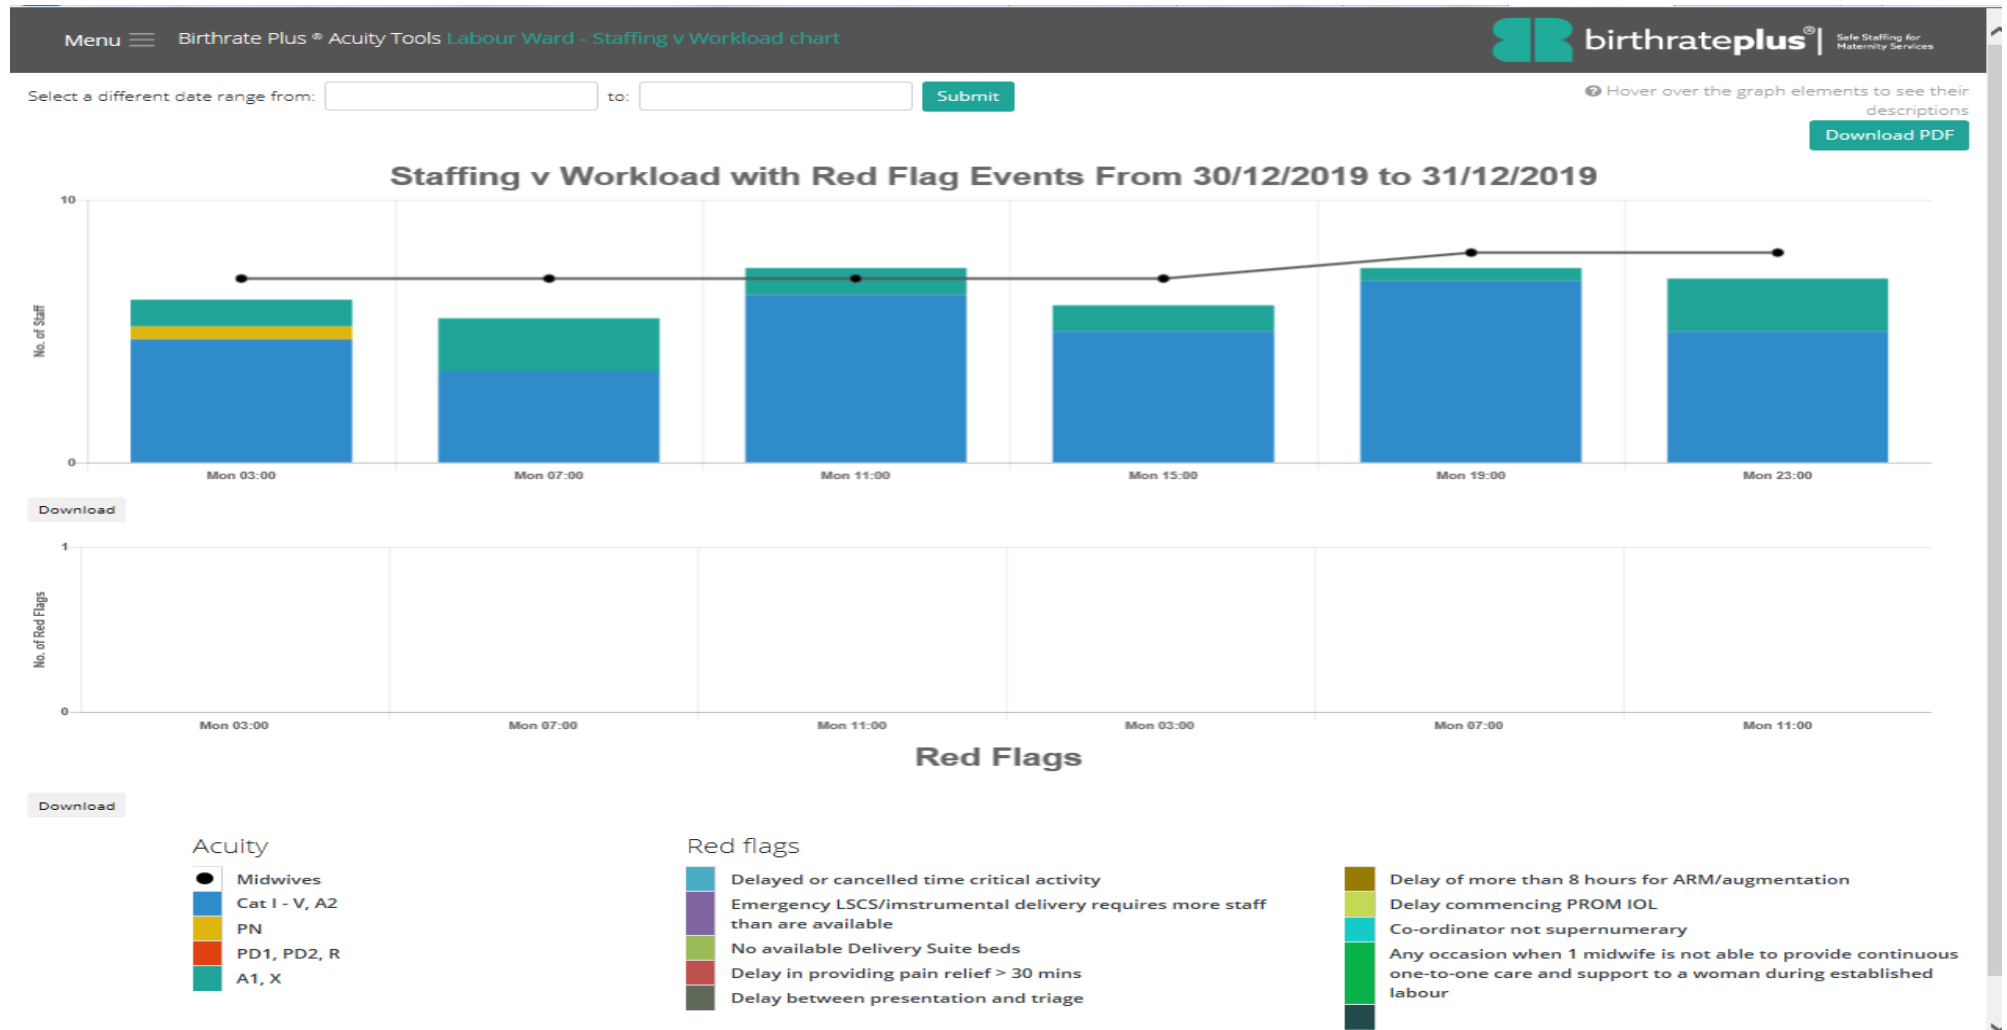 Menu Birthrate Plus ® Acuity Tools Labour Ward - Staffing v Workload chart
birthrateplus® Safe Staffing for
Maternity Services
Select a different date range from: to: Submit
Hover over the graph elements to see their
descriptions
Download PDF
Staffing v Workload with Red Flag Events From 30/12/2019 to 31/12/2019
10
No. of Staff
0
Mon 03:00 Mon 07:00 Mon 11:00 Mon 15:00 Mon 19:00 Mon 23:00
Download
1
No. of Red Flags
0
Mon 03:00 Mon 07:00 Mon 11:00 Mon 03:00 Mon 07:00 Mon 11:00
Red Flags
Download
Acuity
Midwives
Cat I - V, A2
PN
PD1, PD2, R
A1, X
Red flags
Delayed or cancelled time critical activity
Emergency LSCS/imstrumental delivery requires more staff
than are available
No available Delivery Suite beds
Delay in providing pain relief > 30 mins
Delay between presentation and triage
Delay of more than 8 hours for ARM/augmentation
Delay commencing PROM IOL
Co-ordinator not supernumerary
Any occasion when 1 midwife is not able to provide continuous
one-to-one care and support to a woman during established
labour